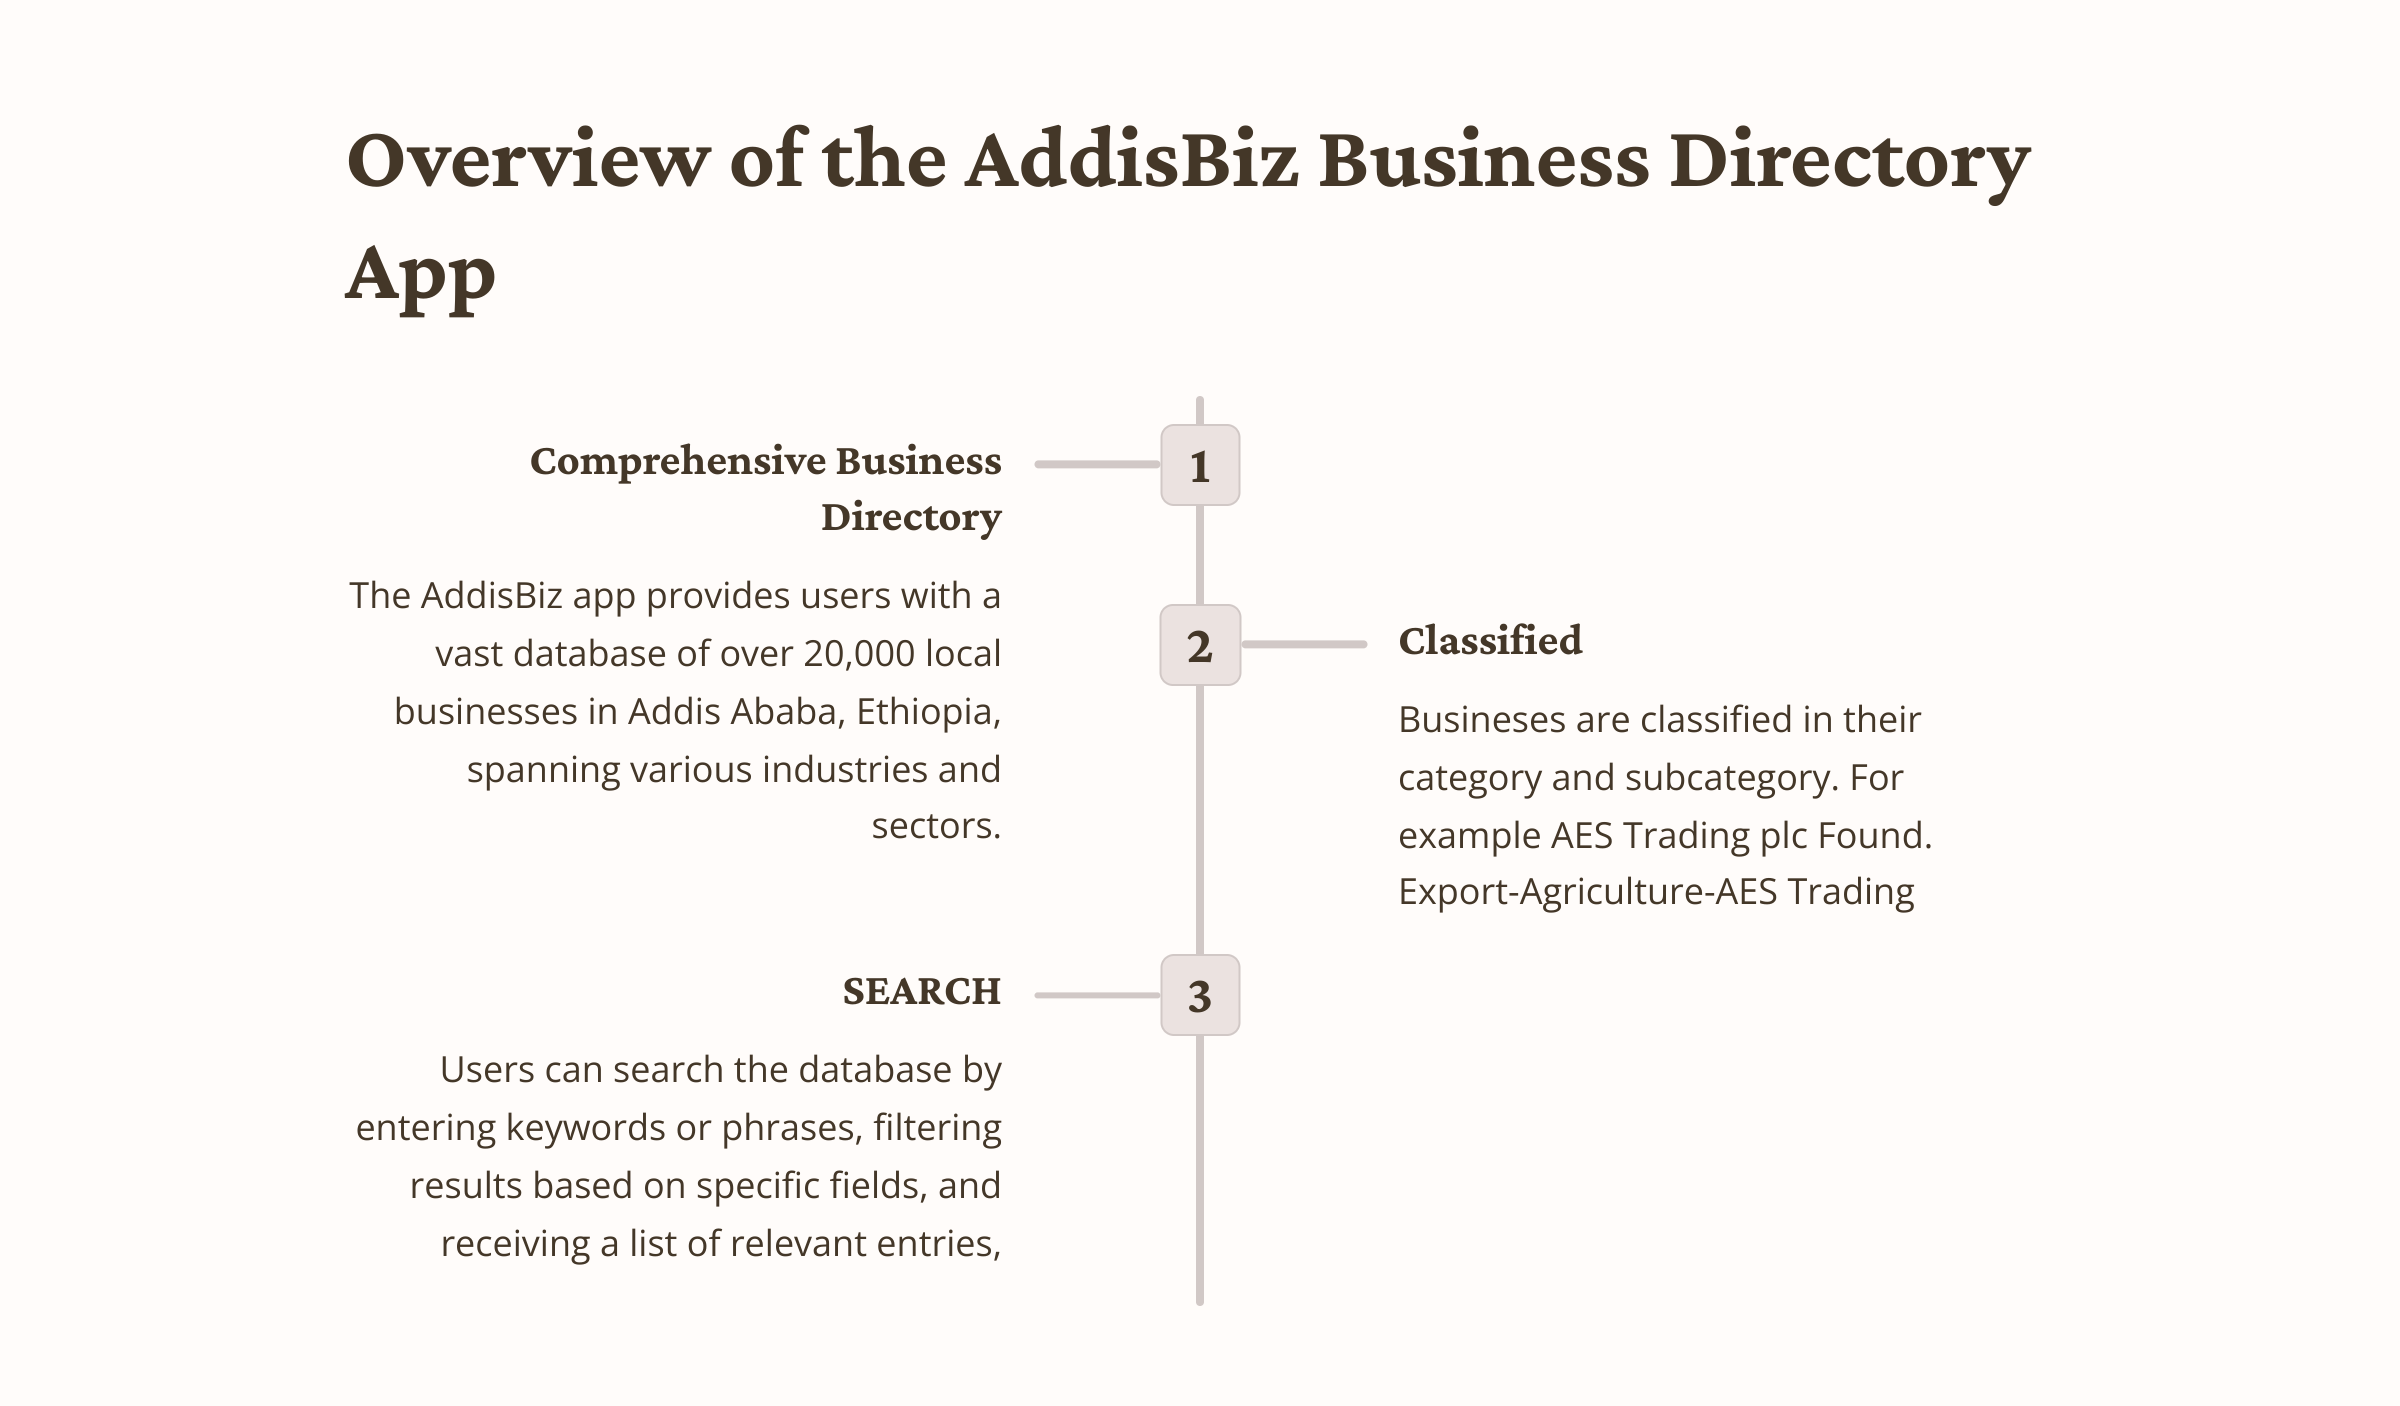 Overview of the AddisBiz Business Directory
App
1
Comprehensive Business
Directory
The AddisBiz app provides users with a
vast database of over 20,000 local
businesses in Addis Ababa, Ethiopia,
spanning various industries and
sectors.
2
Classified
Busineses are classified in their
category and subcategory. For
example AES Trading plc Found.
Export-Agriculture-AES Trading
3
SEARCH
Users can search the database by
entering keywords or phrases, filtering
results based on specific fields, and
receiving a list of relevant entries,